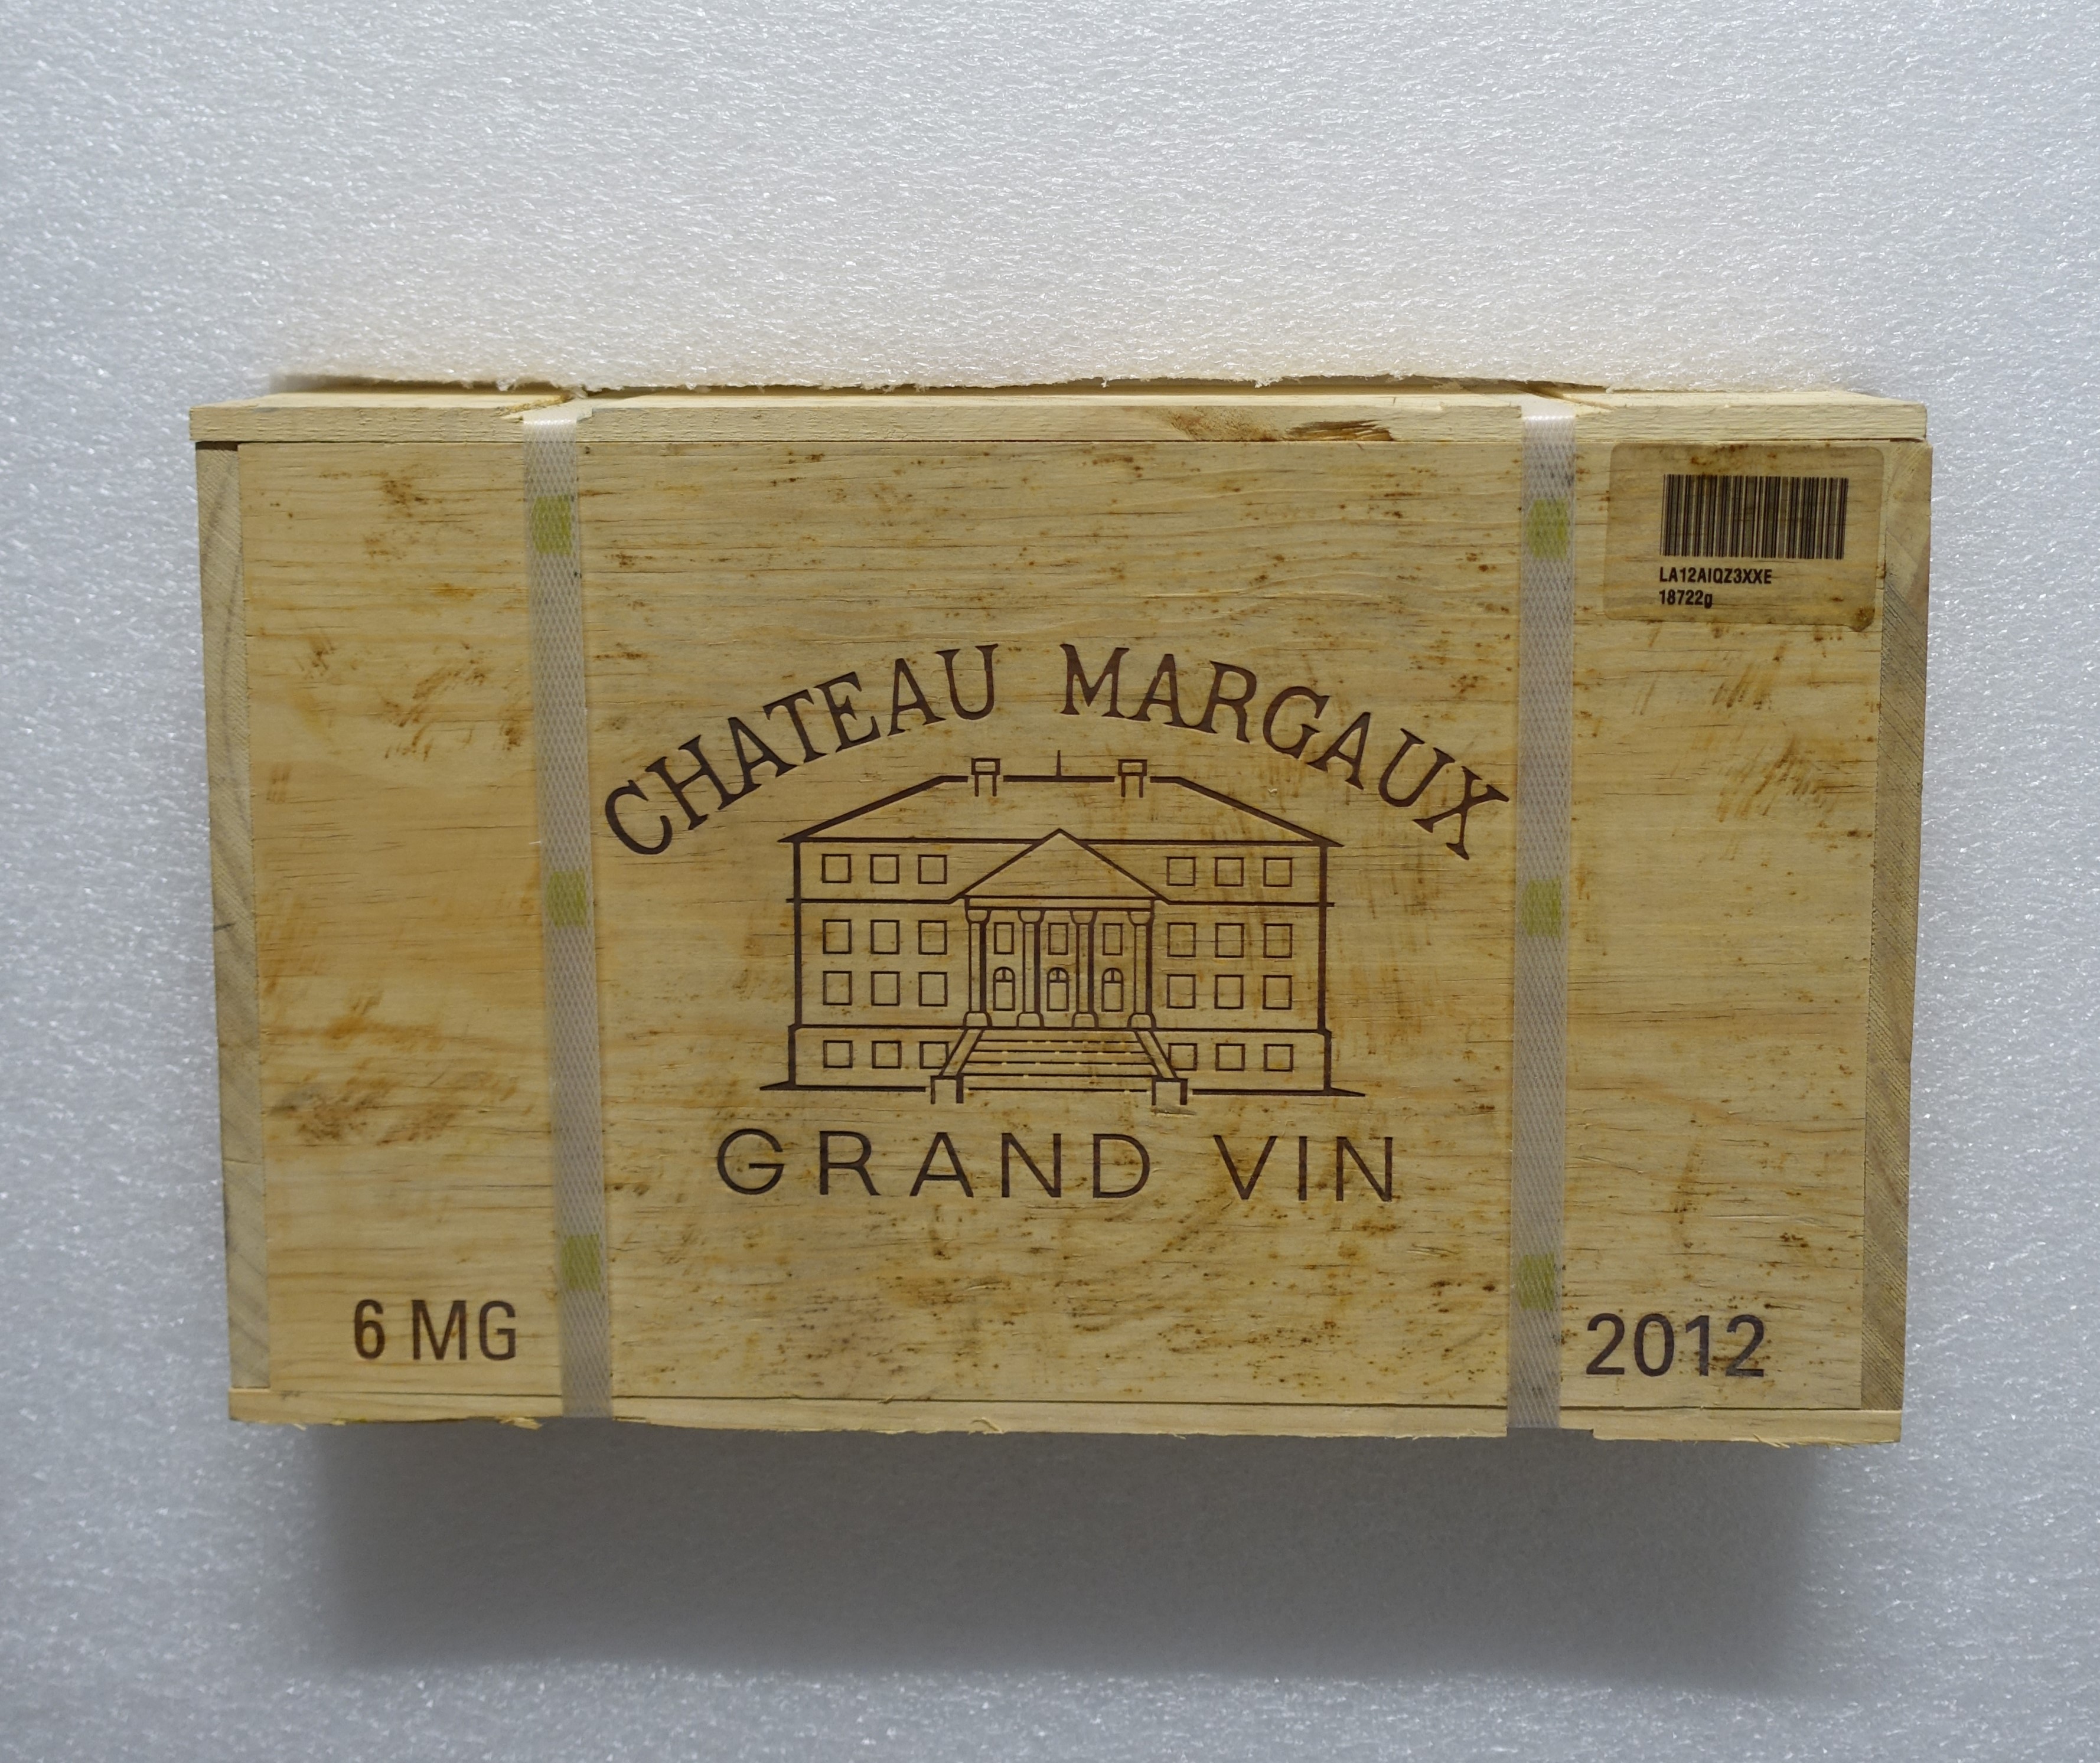 LA12AIQZ3XXE
18722g
CHATEAU MARGAUX
GRAND VIN
6 MG
2012